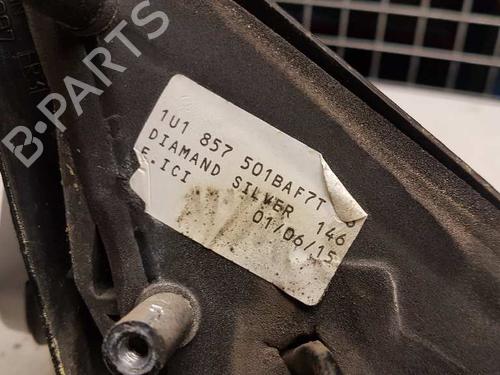 B-PARTS
1U1 857 501BAF7T
DIAMAND SILVER 146
F.ICI
01/06/15